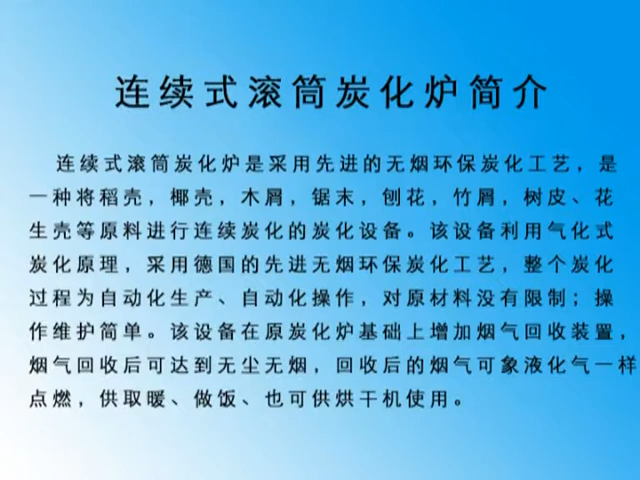 连续式滚筒炭化炉简介
连续式滚筒炭化炉是采用先进的无烟环保炭化工艺，是
一种将稻壳，椰壳，木屑，锯末，刨花，竹屑，树皮、花
生壳等原料进行连续炭化的炭化设备。该设备利用气化式
炭化原理，采用德国的先进无烟环保炭化工艺，整个炭化
过程为自动化生产、自动化操作，对原材料没有限制；操
作维护简单。该设备在原炭化炉基础上增加烟气回收装置，
烟气回收后可达到无尘无烟，回收后的烟气可象液化气一样
点燃，供取暖、做饭、也可供烘干机使用。